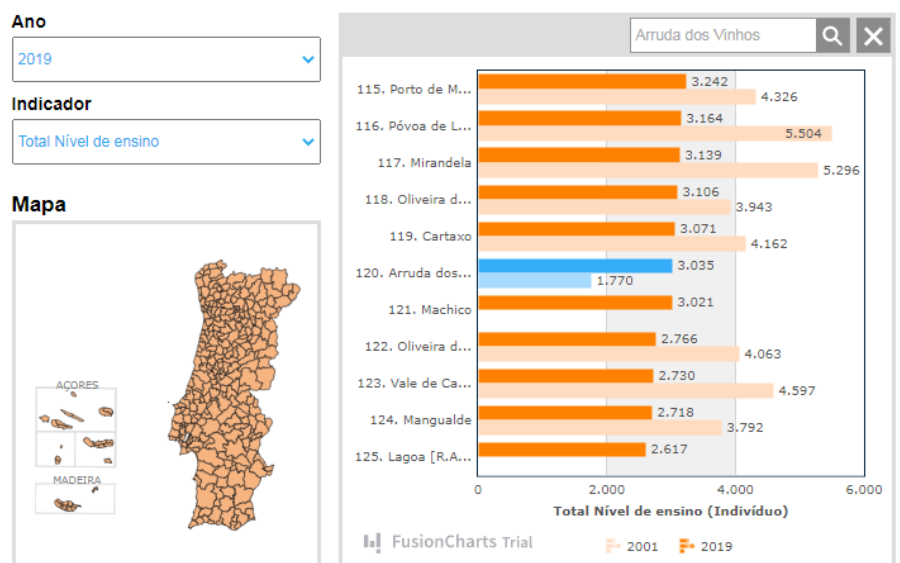 Ano
2019
Indicador
Total Nível de ensino
Mapa
AÇORES
MADEIRA
Arruda dos Vinhos
115. Porto de M...
3.242
4.326
116. Póvoa de L...
3.164
5.504
117. Mirandela
3.139
5.296
118. Oliveira d...
3.106
3.943
119. Cartaxo
3.071
4.162
120. Arruda dos...
3.035
1.770
121. Machico
3.021
122. Oliveira d...
2.766
4.063
123. Vale de Ca...
2.730
4.597
124. Mangualde
2.718
3.792
125. Lagoa [R.A...
2.617
0 2.000 4.000 6.000
Total Nível de ensino (Indivíduo)
FusionCharts Trial
2001 2019